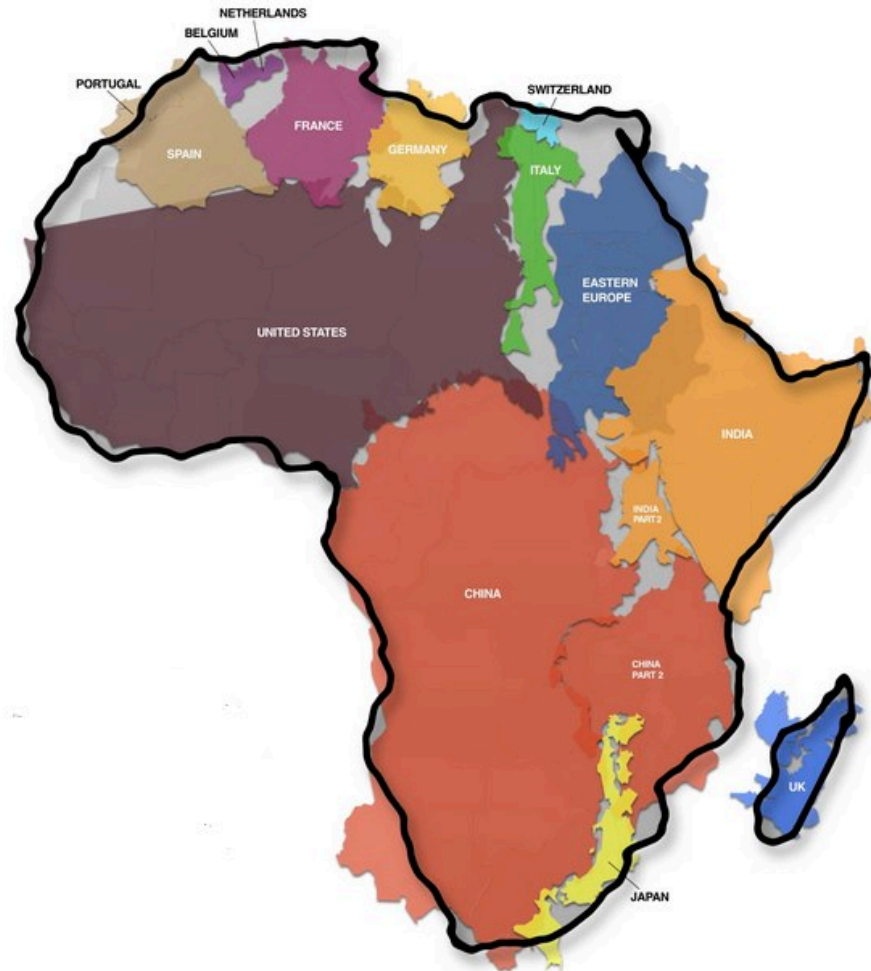 NETHERLANDS
BELGIUM
PORTUGAL
SWITZERLAND
FRANCE
SPAIN
GERMANY
ITALY
EASTERN
EUROPE
UNITED STATES
INDIA
INDIA
PART 2
CHINA
CHINA
PART 2
UK
JAPAN